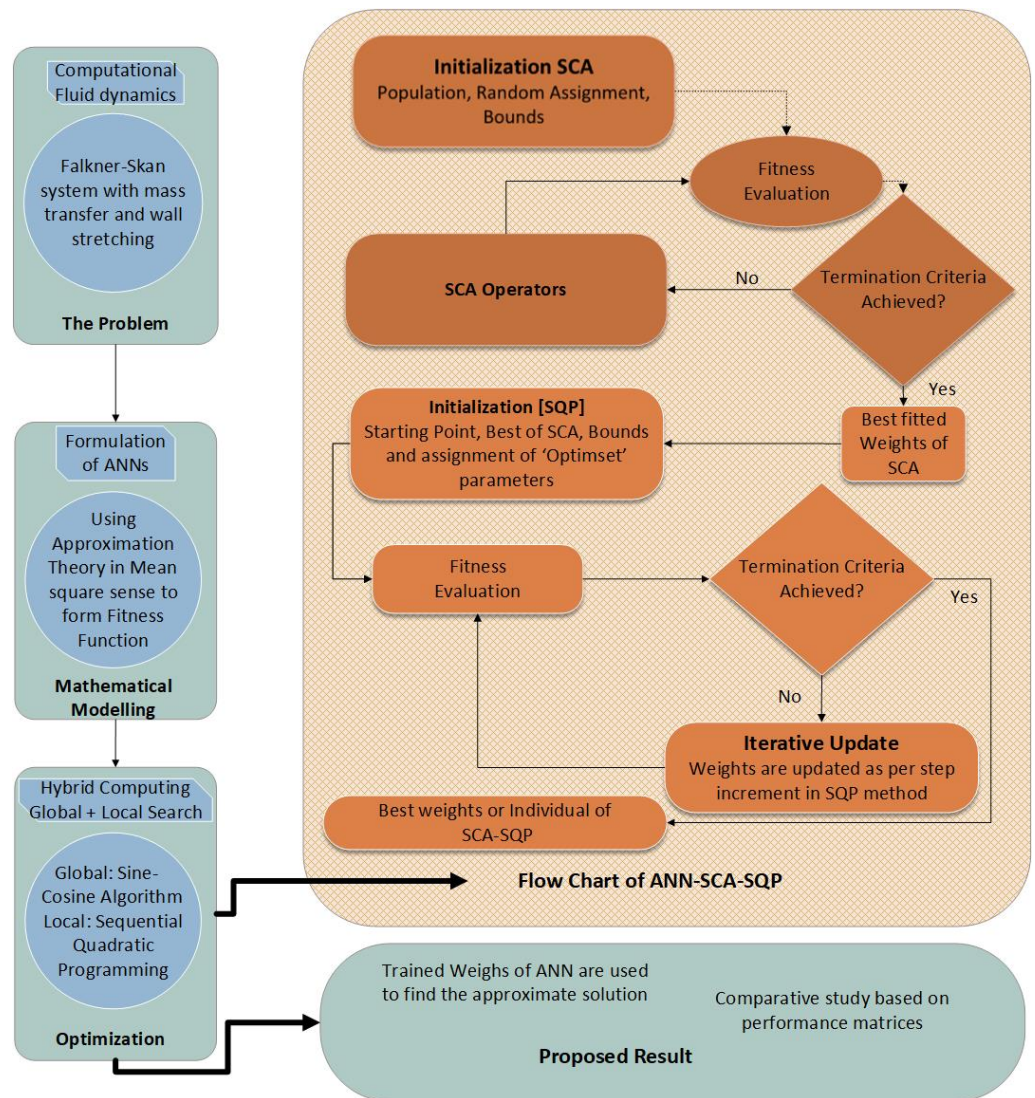 Computational
Fluid dynamics
Falkner-Skan
system with mass
transfer and wall
stretching
The Problem
Formulation
of ANNs
Using
Approximation
Theory in Mean
square sense to
form Fitness
Function
Mathematical
Modelling
Hybrid Computing
Global + Local Search
Global: Sine-
Cosine Algorithm
Local: Sequential
Quadratic
Programming
Optimization
Initialization SCA
Population, Random Assignment,
Bounds
Fitness
Evaluation
SCA Operators
No
Termination Criteria
Achieved?
Yes
Initialization [SQP]
Starting Point, Best of SCA, Bounds
and assignment of ‘Optimset’
parameters
Best fitted
Weights of
SCA
Fitness
Evaluation
Termination Criteria
Achieved?
Yes
No
Iterative Update
Weights are updated as per step
increment in SQP method
Best weights or Individual of
SCA-SQP
Flow Chart of ANN-SCA-SQP
Trained Weighs of ANN are used
to find the approximate solution
Comparative study based on
performance matrices
Proposed Result